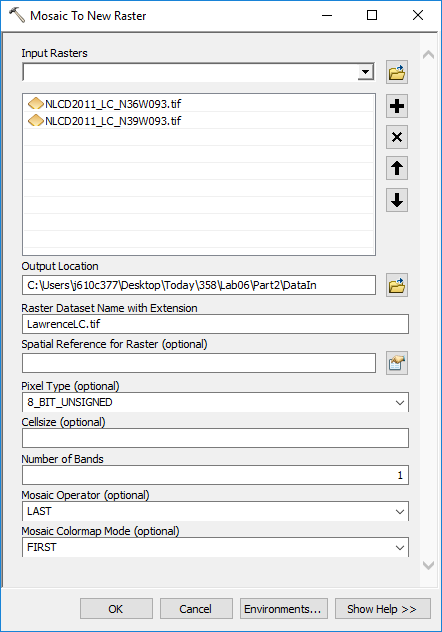 Mosaic To New Raster
Input Rasters
NLCD2011_LC_N36W093.tif
NLCD2011_LC_N39W093.tif
Output Location
C:\Users\j610c377\Desktop\Today\358\Lab06\Part2\DataIn
Raster Dataset Name with Extension
LawrenceLC.tif
Spatial Reference for Raster (optional)
Pixel Type (optional)
8_BIT_UNSIGNED
Cellsize (optional)
Number of Bands
1
Mosaic Operator (optional)
LAST
Mosaic Colormap Mode (optional)
FIRST
OK Cancel Environments... Show Help >>